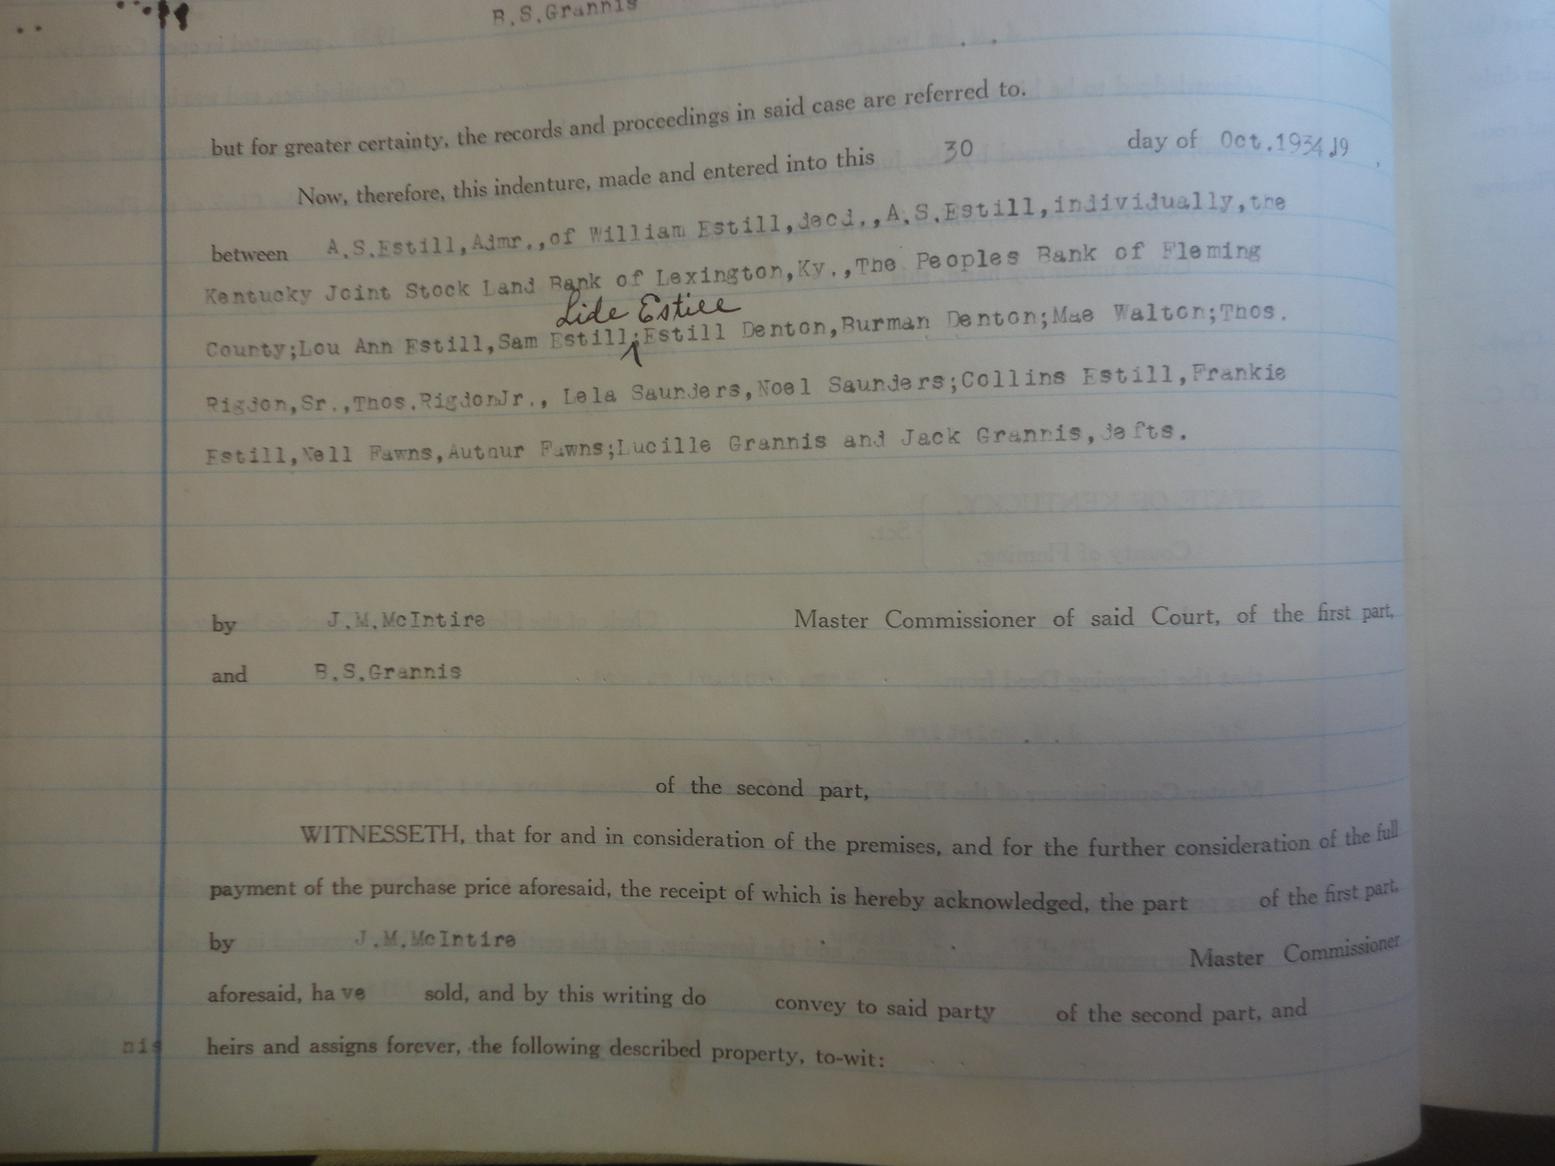 B.S.Grannis
but for greater certainty, the records and proceedings in said case are referred to.
Now, therefore, this indenture, made and entered into this 30 day of Oct.1934,19 ,
between A.S.Estill,Admr.,of William Estill,decd.,A.S.Estill,individually,the
Kentucky Joint Stock Land Bank of Lexington,Ky.,The Peoples Bank of Fleming
Lide Estill
County;Lou Ann Estill,Sam Estill;Estill Denton,Burman Denton;Mae Walton;Thos.
Rigdon,Sr.,Thos.RigdonJr., Lela Saunders,Noel Saunders;Collins Estill,Frankie
Estill,Nell Fawns,Authur Fawns;Lucille Grannis and Jack Grannis,defts.
by J.M.McIntire Master Commissioner of said Court, of the first part,
and B.S.Grannis
of the second part,
WITNESSETH, that for and in consideration of the premises, and for the further consideration of the full
payment of the purchase price aforesaid, the receipt of which is hereby acknowledged, the part of the first part,
by J.M.McIntire Master Commissioner
aforesaid, have sold, and by this writing do convey to said party of the second part, and
his heirs and assigns forever, the following described property, to-wit: